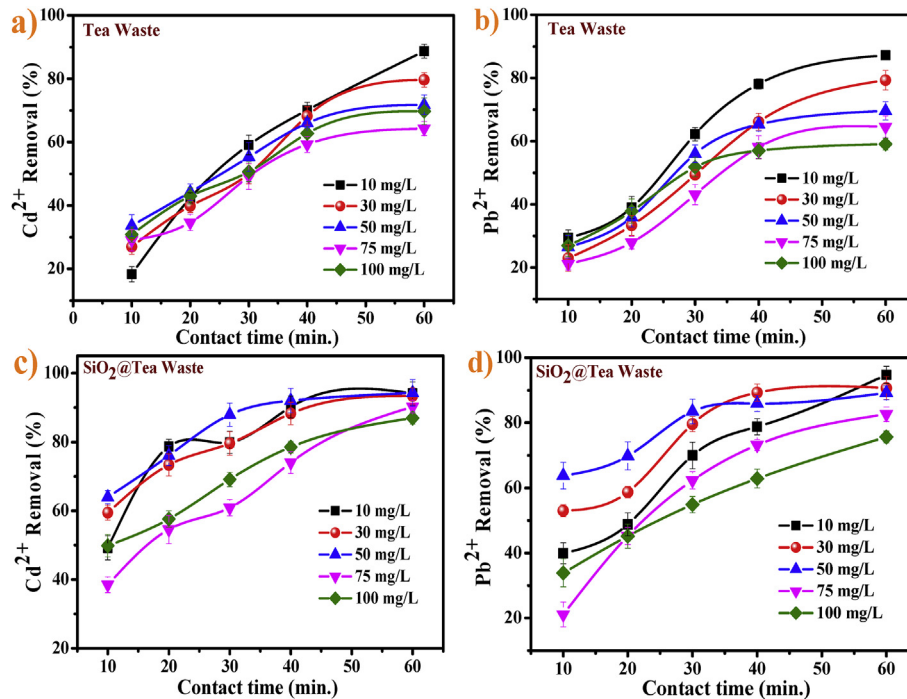 a)
Tea Waste
Cd2+ Removal (%)
100
80
60
40
20
0 10 20 30 40 50 60
Contact time (min.)
10 mg/L
30 mg/L
50 mg/L
75 mg/L
100 mg/L
b)
Tea Waste
Pb2+ Removal (%)
100
80
60
40
20
10 20 30 40 50 60
Contact time (min.)
10 mg/L
30 mg/L
50 mg/L
75 mg/L
100 mg/L
c)
SiO2@Tea Waste
Cd2+ Removal (%)
100
80
60
40
20
10 20 30 40 50 60
Contact time (min.)
10 mg/L
30 mg/L
50 mg/L
75 mg/L
100 mg/L
d)
SiO2@Tea Waste
Pb2+ Removal (%)
100
80
60
40
20
10 20 30 40 50 60
Contact time (min.)
10 mg/L
30 mg/L
50 mg/L
75 mg/L
100 mg/L